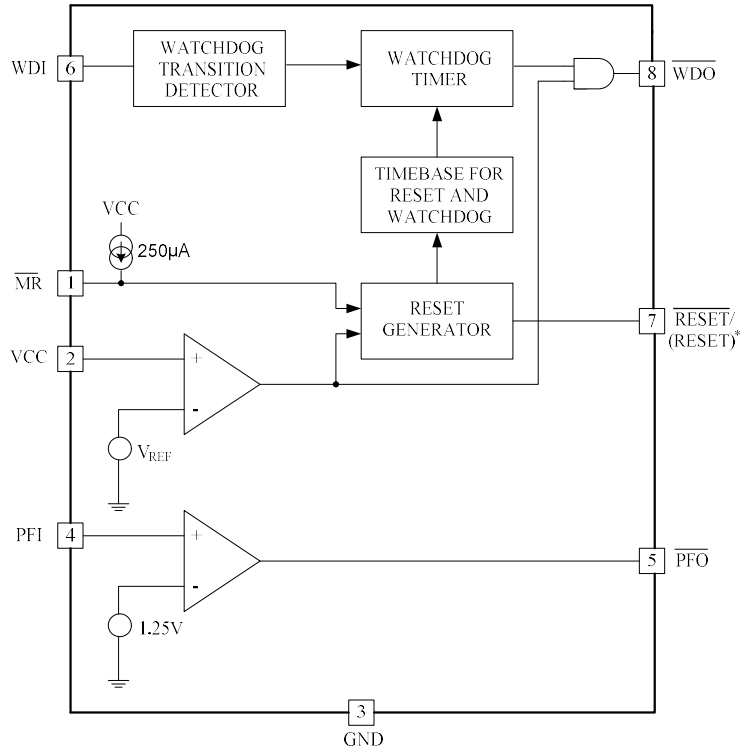 WDI
6
WATCHDOG
TRANSITION
DETECTOR
WATCHDOG
TIMER
8
WDO
TIMEBASE FOR
RESET AND
WATCHDOG
VCC
250µA
MR
1
RESET
GENERATOR
7
RESET/
(RESET)*
VCC
2
+
-
VREF
PFI
4
+
-
1.25V
5
PFO
3
GND